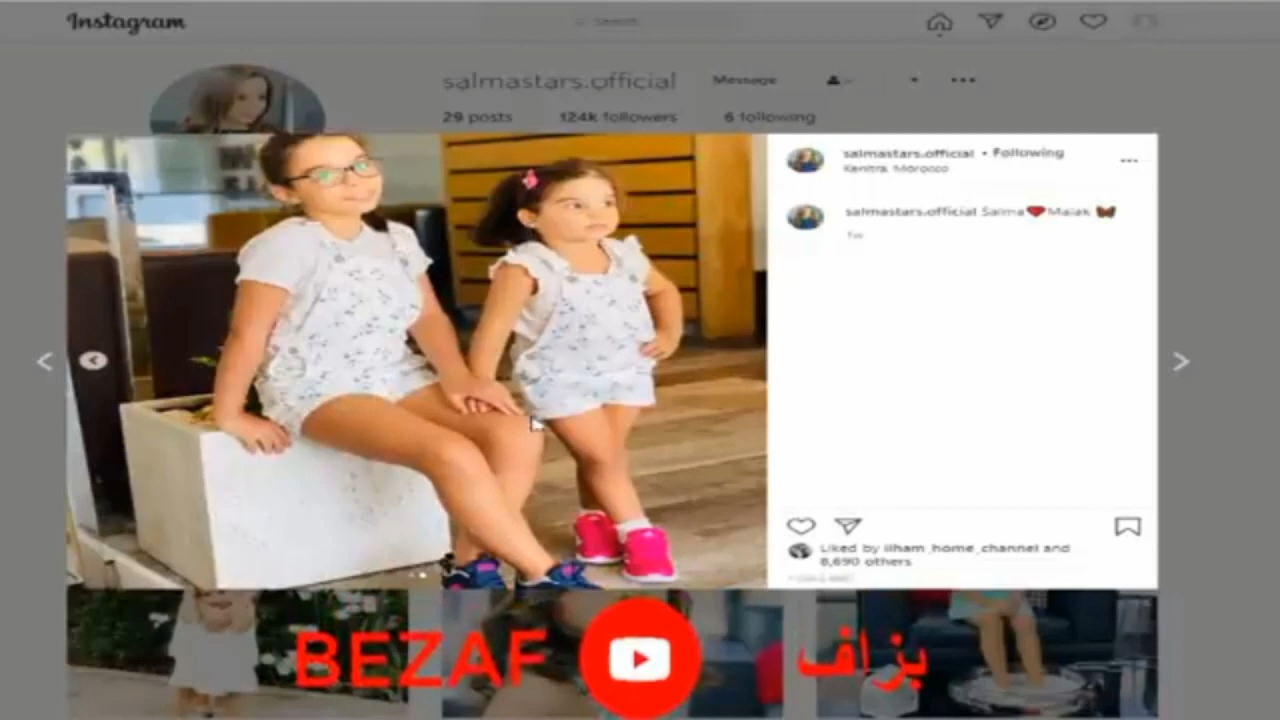 Instagram
Search
salmastars.official Message
29 posts 124k followers 6 following
salmastars.official • Following
Kenitra, Morocco
salmastars.official Salma❤️Malak 🦋
Liked by ilham_home_channel and
8,690 others
BEZAF بزاف